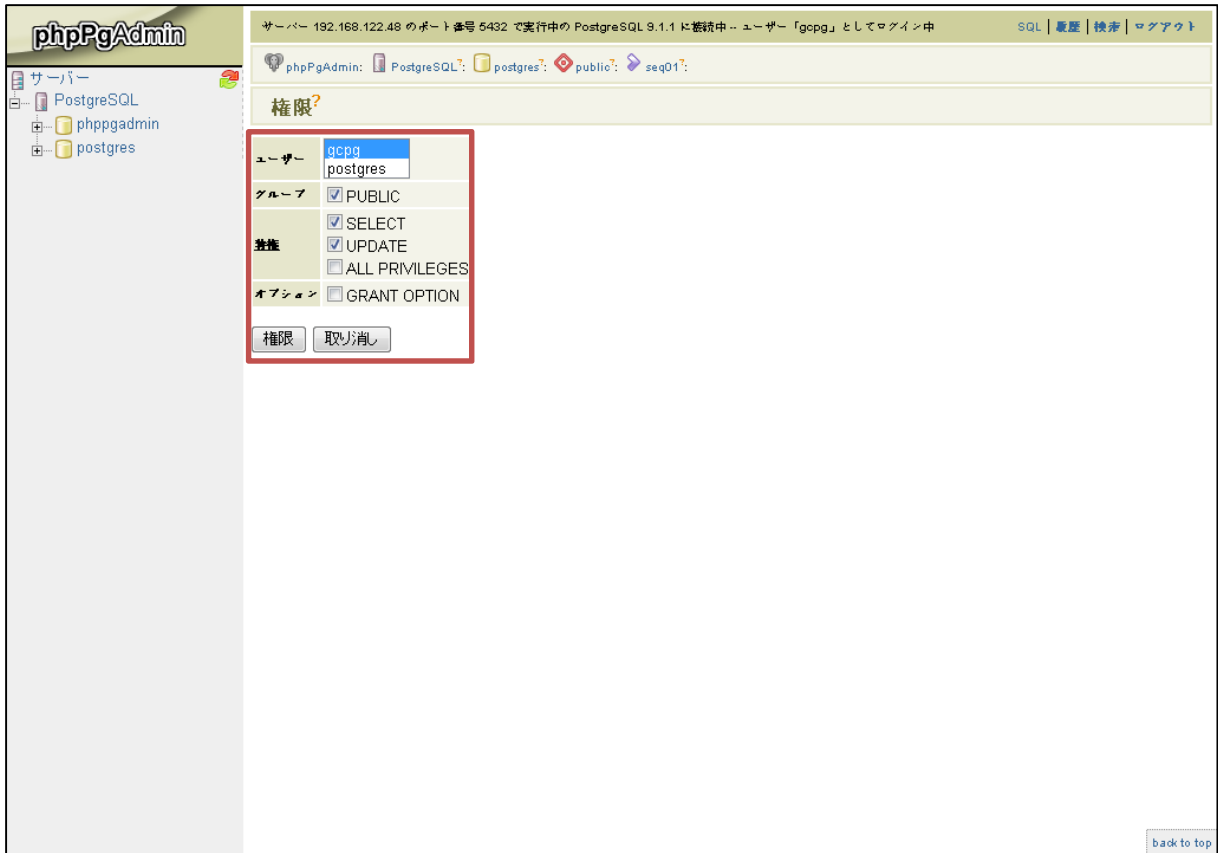 phpPgAdmin
サーバー
PostgreSQL
phppgadmin
postgres
サーバー 192.168.122.48 のポート番号 5432 で実行中の PostgreSQL 9.1.1 に接続中 -- ユーザー「gcpg」としてログイン中
SQL | 履歴 | 検索 | ログアウト
phpPgAdmin: PostgreSQL?: postgres?: public?: seq01?:
権限?
ユーザー
gcpg
postgres
グループ
PUBLIC
特権
SELECT
UPDATE
ALL PRIVILEGES
オプション
GRANT OPTION
権限 取り消し
back to top